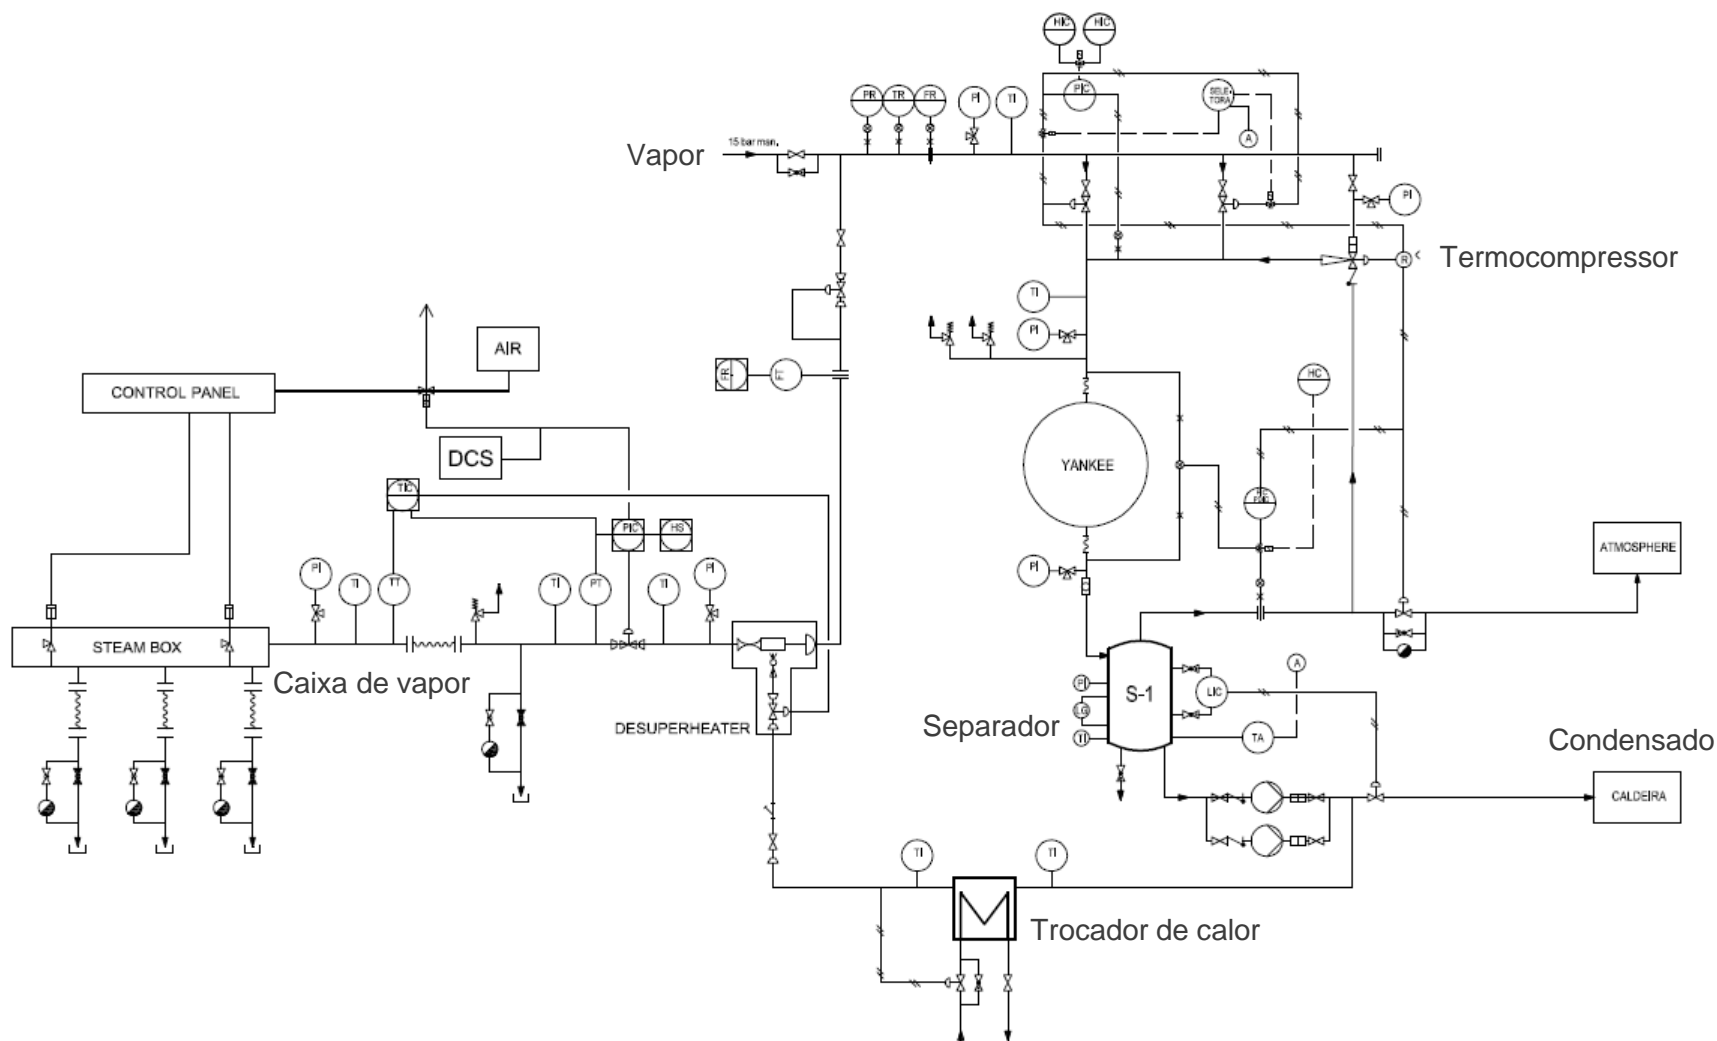 HIC HIC
PIC
SELE-
TORA
A
PR TR FR PI TI
15 bar man.
Vapor
PI
R
Termocompressor
TI
PI
AIR
CONTROL PANEL
FR FT
HC
DCS
YANKEE
TIC
PIC HS
ATMOSPHERE
PI TI TT TI PT TI PI
PI
STEAM BOX
Caixa de vapor
DESUPERHEATER
A
PI
LG
TI
S-1
LIC
TA
Separador
Condensado
CALDEIRA
TI TI
Trocador de calor